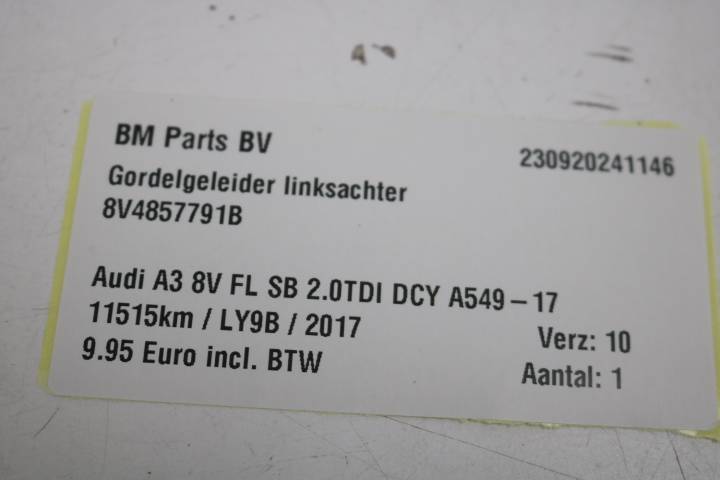 BM Parts BV
230920241146
Gordelgeleider linksachter
8V4857791B
Audi A3 8V FL SB 2.0TDI DCY A549-17
11515km / LY9B / 2017
Verz: 10
9.95 Euro incl. BTW
Aantal: 1